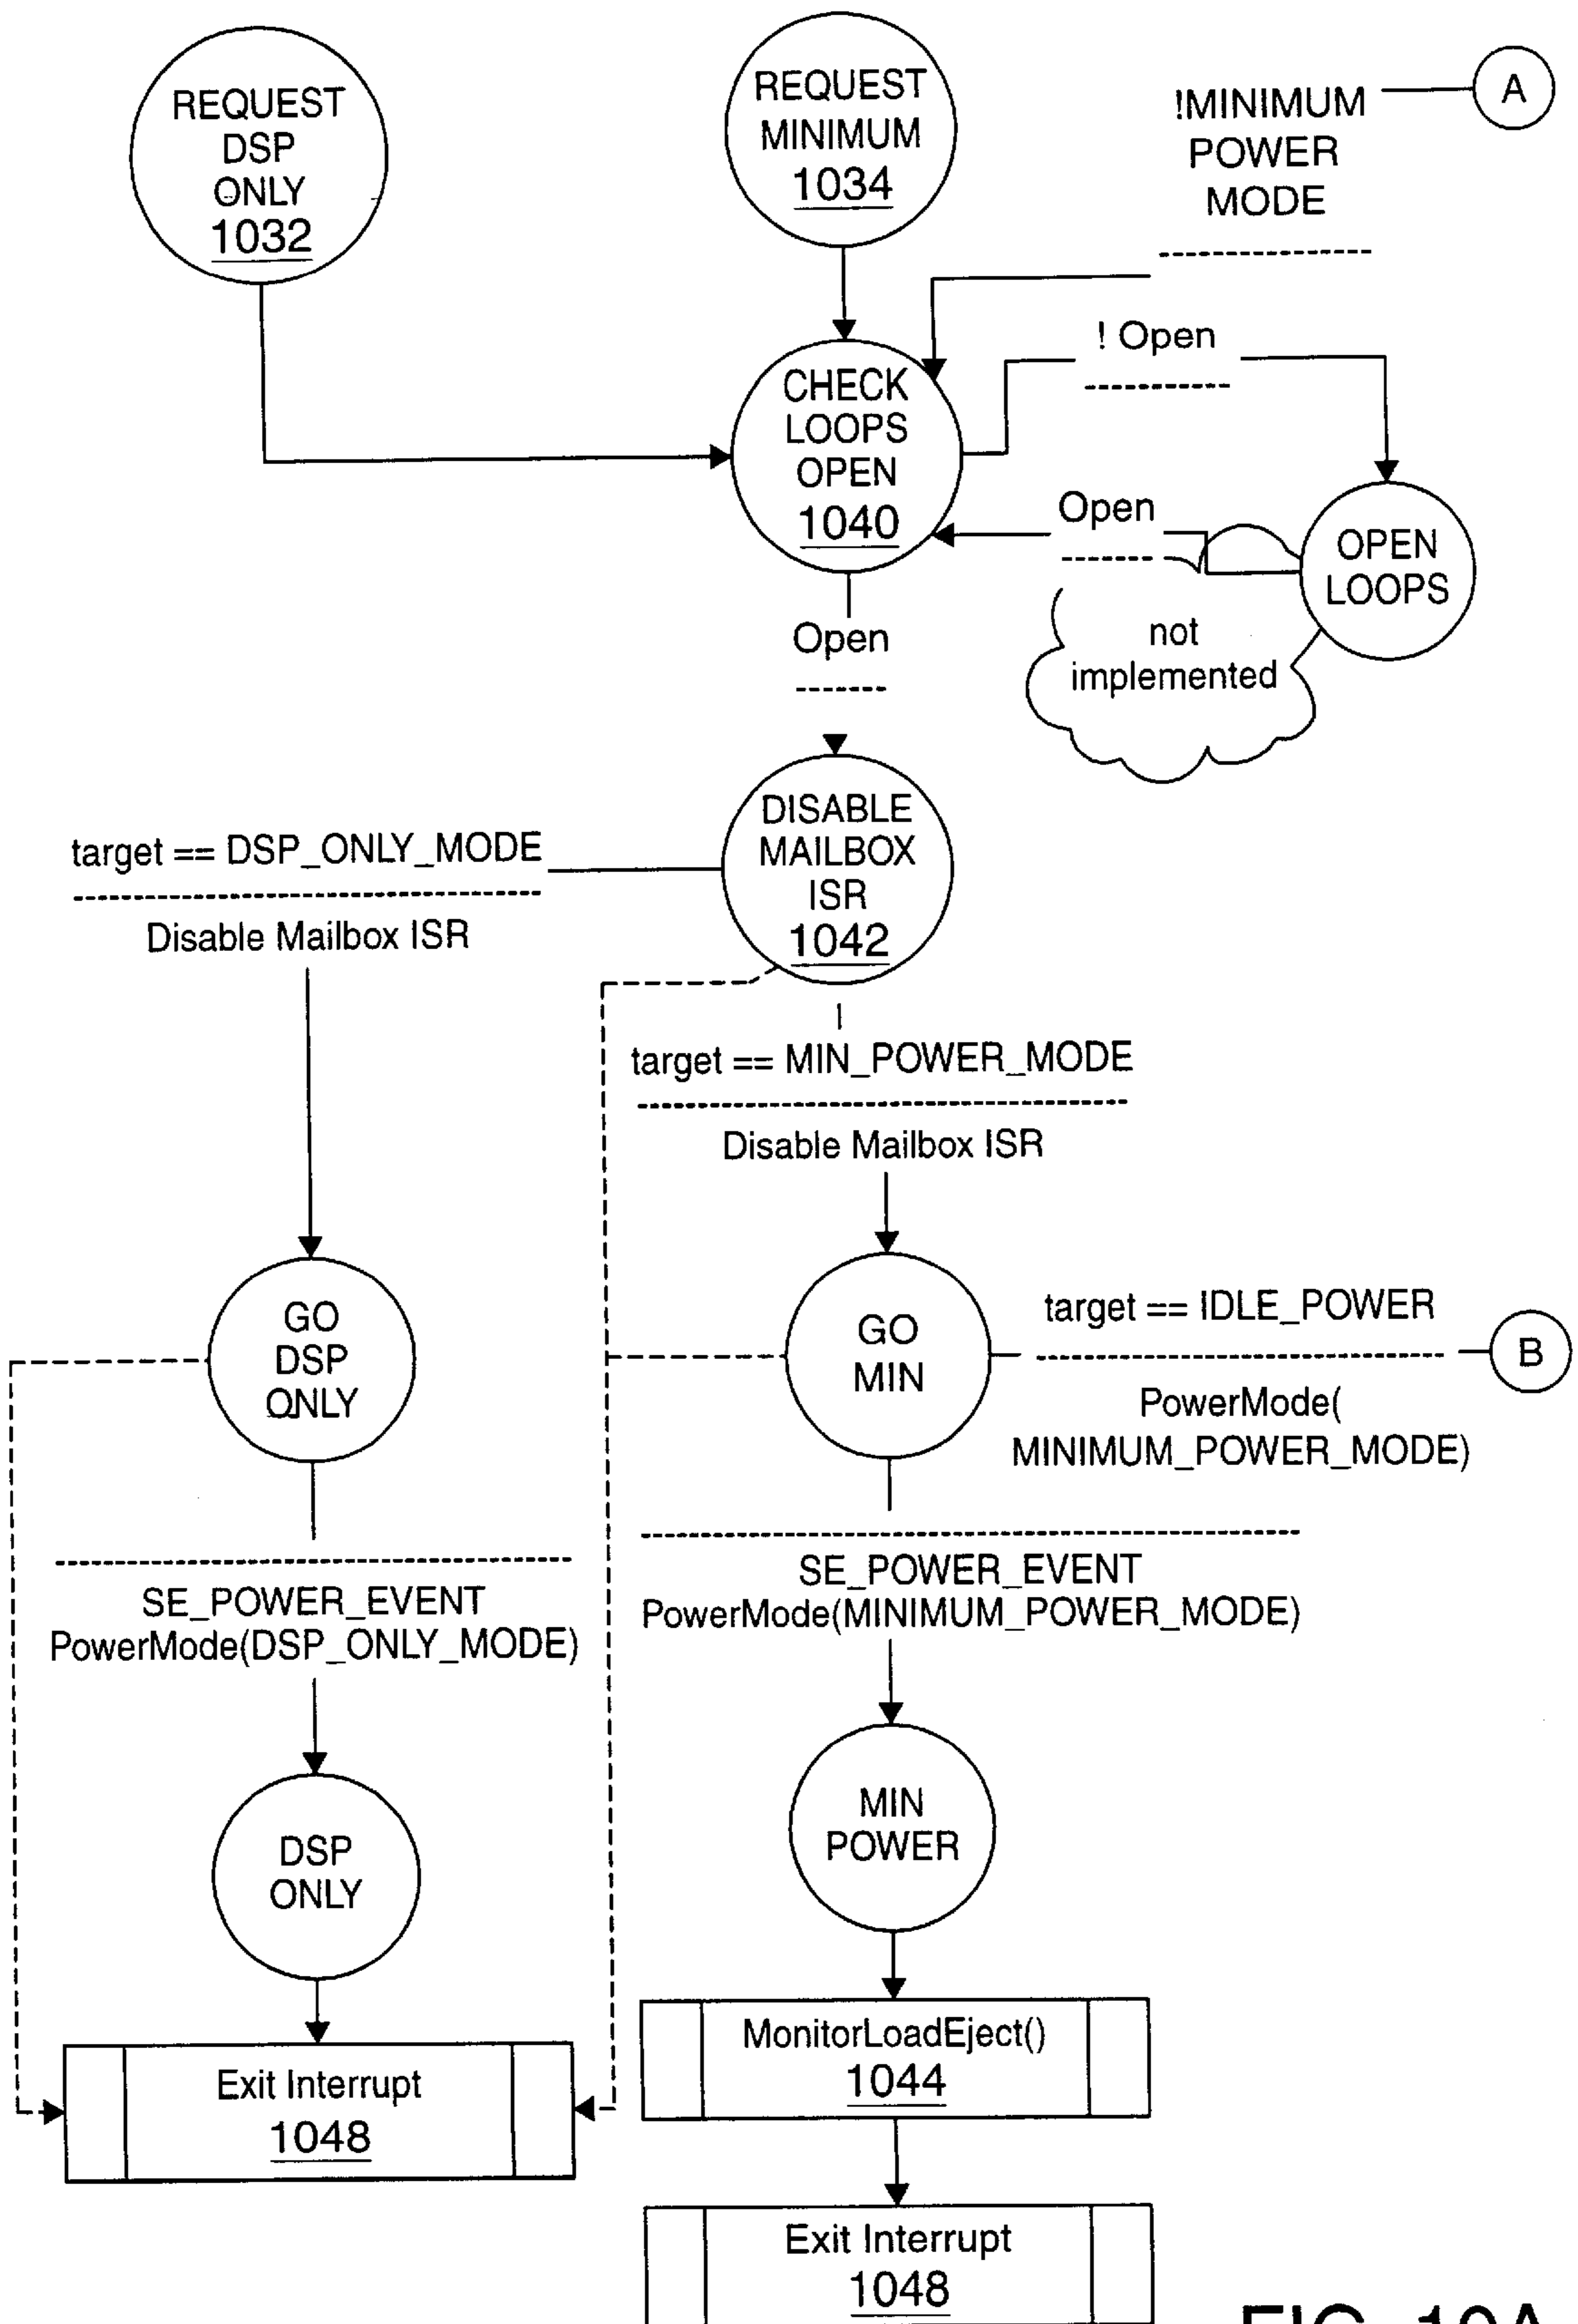 REQUEST
DSP
ONLY
1032
REQUEST
MINIMUM
1034
!MINIMUM
POWER
MODE
A
CHECK
LOOPS
OPEN
1040
! Open
Open
OPEN
LOOPS
not
implemented
Open
DISABLE
MAILBOX
ISR
1042
target == DSP_ONLY_MODE
Disable Mailbox ISR
target == MIN_POWER_MODE
Disable Mailbox ISR
GO
DSP
ONLY
GO
MIN
target == IDLE_POWER
B
PowerMode(
MINIMUM_POWER_MODE)
SE_POWER_EVENT
PowerMode(DSP_ONLY_MODE)
SE_POWER_EVENT
PowerMode(MINIMUM_POWER_MODE)
DSP
ONLY
MIN
POWER
Exit Interrupt
1048
MonitorLoadEject()
1044
Exit Interrupt
1048